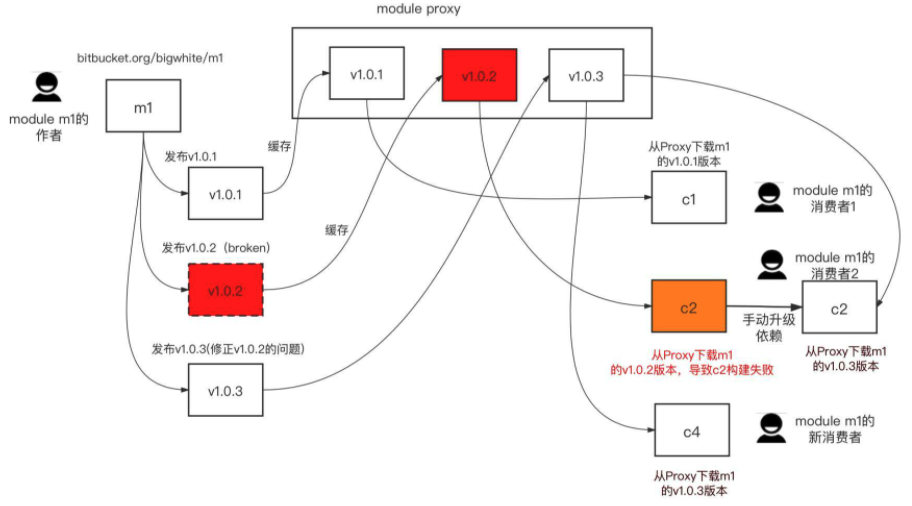 module proxy
bitbucket.org/bigwhite/m1
module m1的
作者
m1
v1.0.1
v1.0.2
v1.0.3
缓存
发布v1.0.1
v1.0.1
缓存
发布v1.0.2（broken）
v1.0.2
发布v1.0.3(修正v1.0.2的问题)
v1.0.3
从Proxy下载m1
的v1.0.1版本
c1
module m1的
消费者1
module m1的
消费者2
c2
手动升级
依赖
c2
从Proxy下载m1
的v1.0.2版本，导致c2构建失败
从Proxy下载m1
的v1.0.3版本
c4
module m1的
新消费者
从Proxy下载m1
的v1.0.3版本